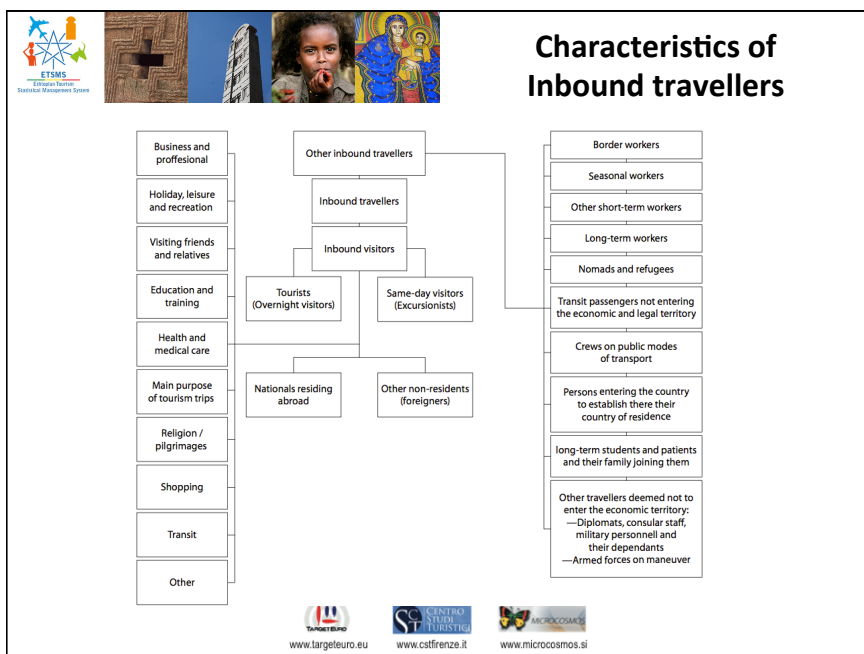 ETSMS
Ethiopian Tourism
Statistical Management System
Characteristics of
Inbound travellers
Business and
proffesional
Holiday, leisure
and recreation
Visiting friends
and relatives
Education and
training
Health and
medical care
Main purpose
of tourism trips
Religion /
pilgrimages
Shopping
Transit
Other
Other inbound travellers
Inbound travellers
Inbound visitors
Tourists
(Overnight visitors)
Same-day visitors
(Excursionists)
Nationals residing
abroad
Other non-residents
(foreigners)
Border workers
Seasonal workers
Other short-term workers
Long-term workers
Nomads and refugees
Transit passengers not entering
the economic and legal territory
Crews on public modes
of transport
Persons entering the country
to establish there their
country of residence
long-term students and patients
and their family joining them
Other travellers deemed not to
enter the economic territory:
—Diplomats, consular staff,
military personnell and
their dependants
—Armed forces on maneuver
TARGETEURO
www.targeteuro.eu
CST
CENTRO
STUDI
TURISTICI
www.cstfirenze.it
MICROCOSMOS
www.microcosmos.si